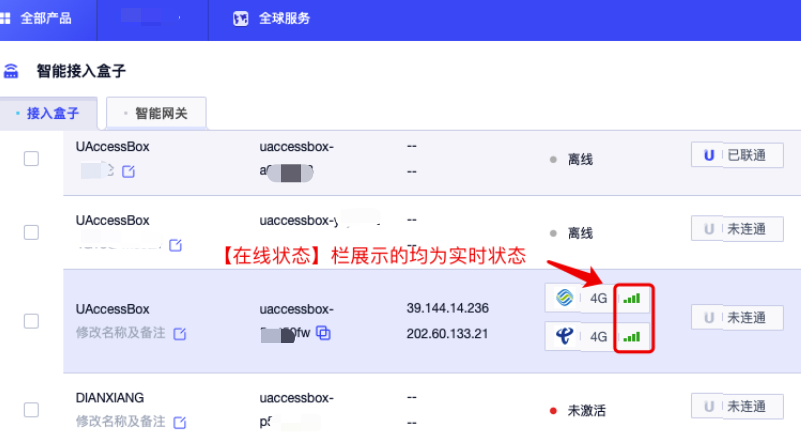 全部产品
全球服务
智能接入盒子
接入盒子
智能网关
UAccessBox
uaccessbox-
--
--
离线
已联通
UAccessBox
uaccessbox-
--
--
离线
未连通
【在线状态】栏展示的均为实时状态
UAccessBox
修改名称及备注
uaccessbox-
0fw
39.144.14.236
202.60.133.21
4G
4G
未连通
DIANXIANG
修改名称及备注
uaccessbox-
--
--
未激活
未连通